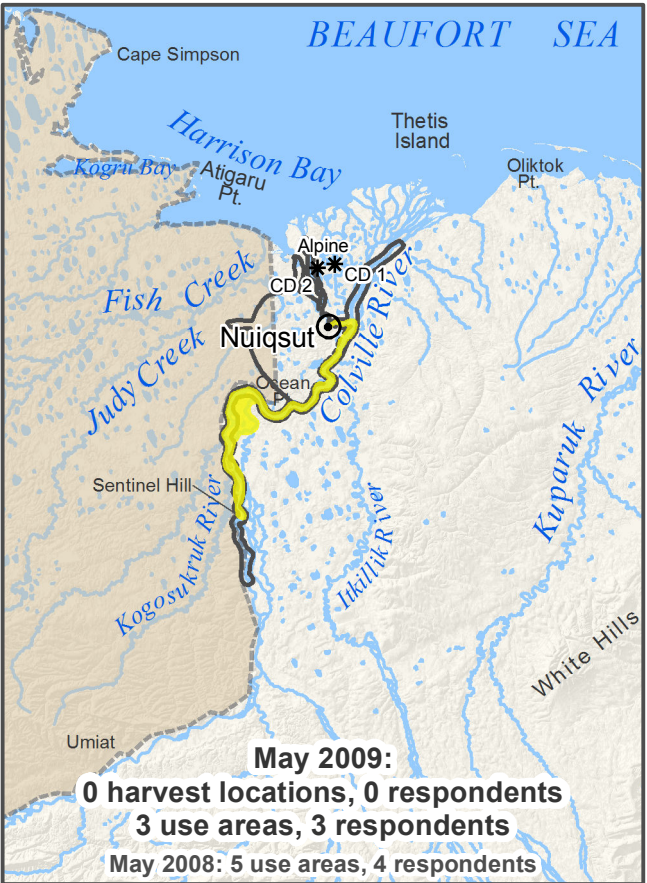 BEAUFORT SEA
Cape Simpson
Harrison Bay
Thetis
Island
Kogru Bay
Atigaru
Pt.
Oliktok
Pt.
Alpine
CD 1
CD 2
Fish Creek
Nuiqsut
Colville River
Judy Creek
Ocean
Pt.
Kuparuk River
Sentinel Hill
Kogosukruk River
Itkillik River
White Hills
Umiat
May 2009:
0 harvest locations, 0 respondents
3 use areas, 3 respondents
May 2008: 5 use areas, 4 respondents